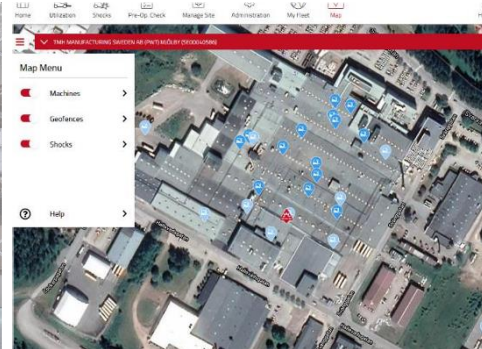 Home Utilization Shocks Pre-Op Check Manage Site Administration My Fleet Map
TMH MANUFACTURING SWEDEN AB (PWT) MJÖLBY (SE00040586)
Map Menu
Machines
Geofences
Shocks
Help